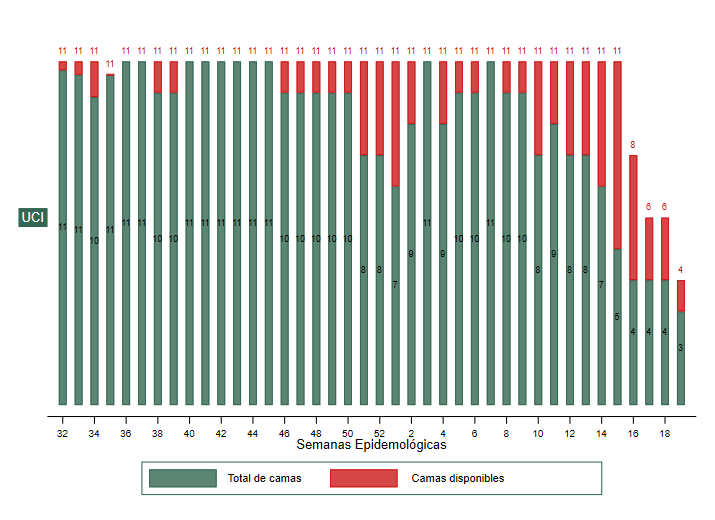 11 11 11 11 11 11 11 11 11 11 11 11 11 11 11 11 11 11 11 11 11 11 11 11 11 11 11 11 11 11 11 11 11 11 11 11
8
6 6
4
UCI
11 11 10 11 11 11 10 10 11 11 11 11 11 11 10 10 10 10 10 8 8 7 9 11 9 10 10 11 10 10 8 9 8 8 7 5 4 4 4 3
32 34 36 38 40 42 44 46 48 50 52 2 4 6 8 10 12 14 16 18
Semanas Epidemológicas
Total de camas Camas disponibles